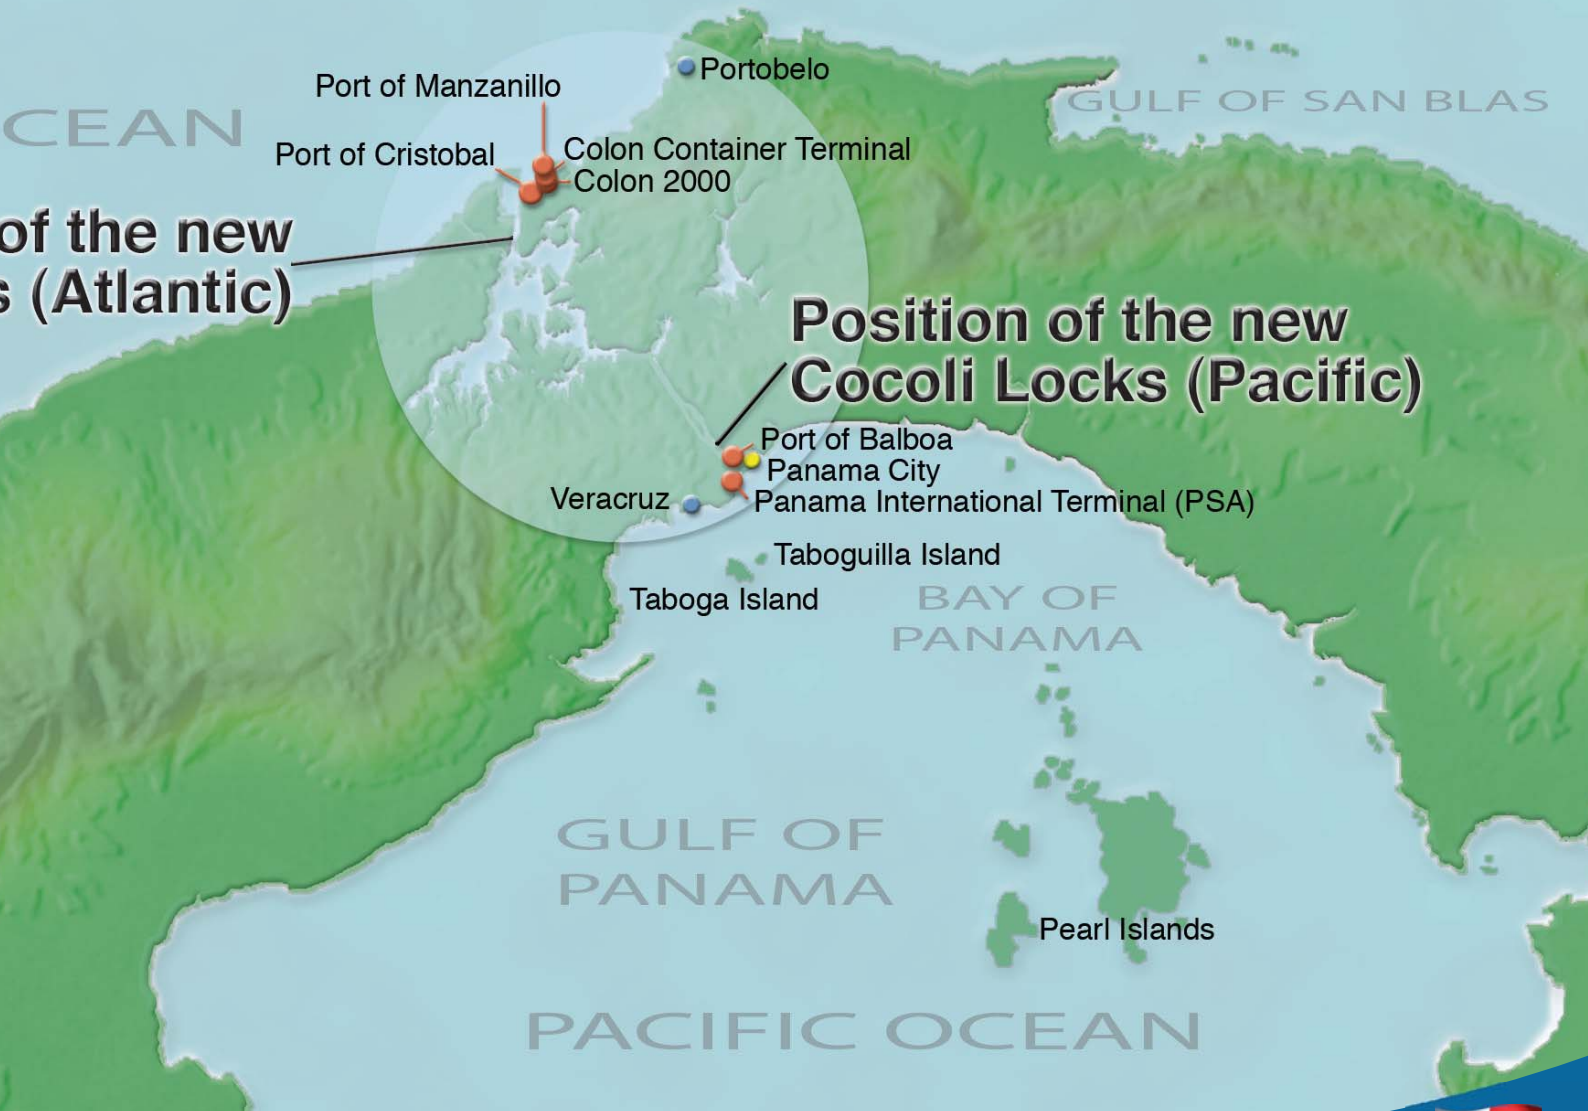 Portobelo
Port of Manzanillo
GULF OF SAN BLAS
CEAN
Port of Cristobal
Colon Container Terminal
Colon 2000
of the new
s (Atlantic)
Position of the new
Cocoli Locks (Pacific)
Port of Balboa
Panama City
Veracruz
Panama International Terminal (PSA)
Taboguilla Island
Taboga Island
BAY OF
PANAMA
GULF OF
PANAMA
Pearl Islands
PACIFIC OCEAN